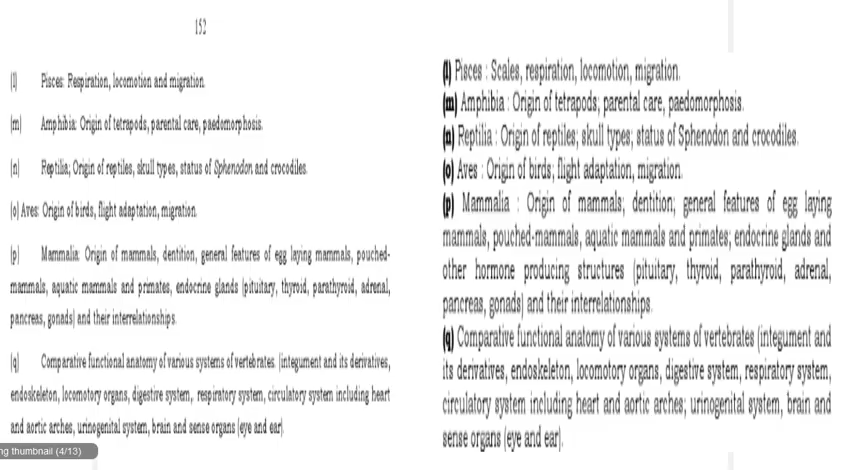 152
(l) Pisces: Respiration, locomotion and migration.
(m) Amphibia: Origin of tetrapods, parental care, paedomorphosis.
(n) Reptilia; Origin of reptiles, skull types, status of Sphenodon and crocodiles.
(o) Aves: Origin of birds, flight adaptation, migration.
(p) Mammalia: Origin of mammals, dentition, general features of egg laying mammals, pouched-
mammals, aquatic mammals and primates, endocrine glands (pituitary, thyroid, parathyroid, adrenal,
pancreas, gonads) and their interrelationships.
(q) Comparative functional anatomy of various systems of vertebrates. (integument and its derivatives,
endoskeleton, locomotory organs, digestive system, respiratory system, circulatory system including heart
and aortic arches, urinogenital system, brain and sense organs (eye and ear).
ng thumbnail (4/13)
(l) Pisces : Scales, respiration, locomotion, migration.
(m) Amphibia : Origin of tetrapods; parental care, paedomorphosis.
(n) Reptilia : Origin of reptiles; skull types; status of Sphenodon and crocodiles.
(o) Aves : Origin of birds; flight adaptation, migration.
(p) Mammalia : Origin of mammals; dentition; general features of egg laying
mammals, pouched-mammals, aquatic mammals and primates; endocrine glands and
other hormone producing structures (pituitary, thyroid, parathyroid, adrenal,
pancreas, gonads) and their interrelationships.
(q) Comparative functional anatomy of various systems of vertebrates (integument and
its derivatives, endoskeleton, locomotory organs, digestive system, respiratory system,
circulatory system including heart and aortic arches; urinogenital system, brain and
sense organs (eye and ear).